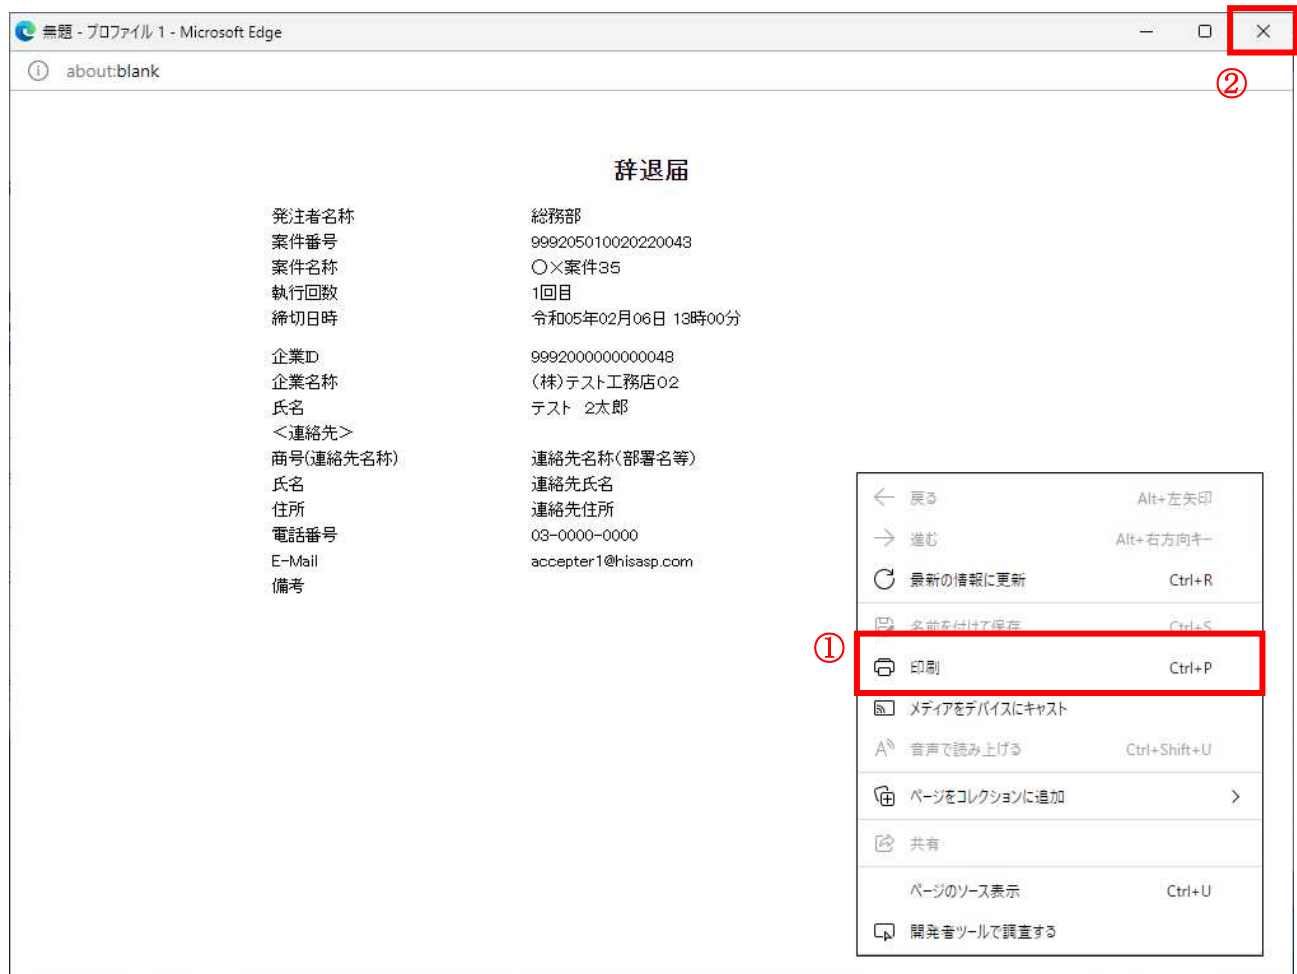 無題 - プロファイル 1 - Microsoft Edge
②
about:blank
辞退届
発注者名称 総務部
案件番号 999205010020220043
案件名称 〇×案件35
執行回数 1回目
締切日時 令和05年02月06日 13時00分
企業ID 9992000000000048
企業名称 (株)テスト工務店02
氏名 テスト 2太郎
<連絡先>
商号(連絡先名称) 連絡先名称(部署名等)
氏名 連絡先氏名
住所 連絡先住所
電話番号 03-0000-0000
E-Mail accepter1@hisasp.com
備考
戻る Alt+左矢印
進む Alt+右方向キー
最新の情報に更新 Ctrl+R
名前を付けて保存 Ctrl+S
① 印刷 Ctrl+P
メディアをデバイスにキャスト
音声で読み上げる Ctrl+Shift+U
ページをコレクションに追加
共有
ページのソース表示 Ctrl+U
開発者ツールで調査する